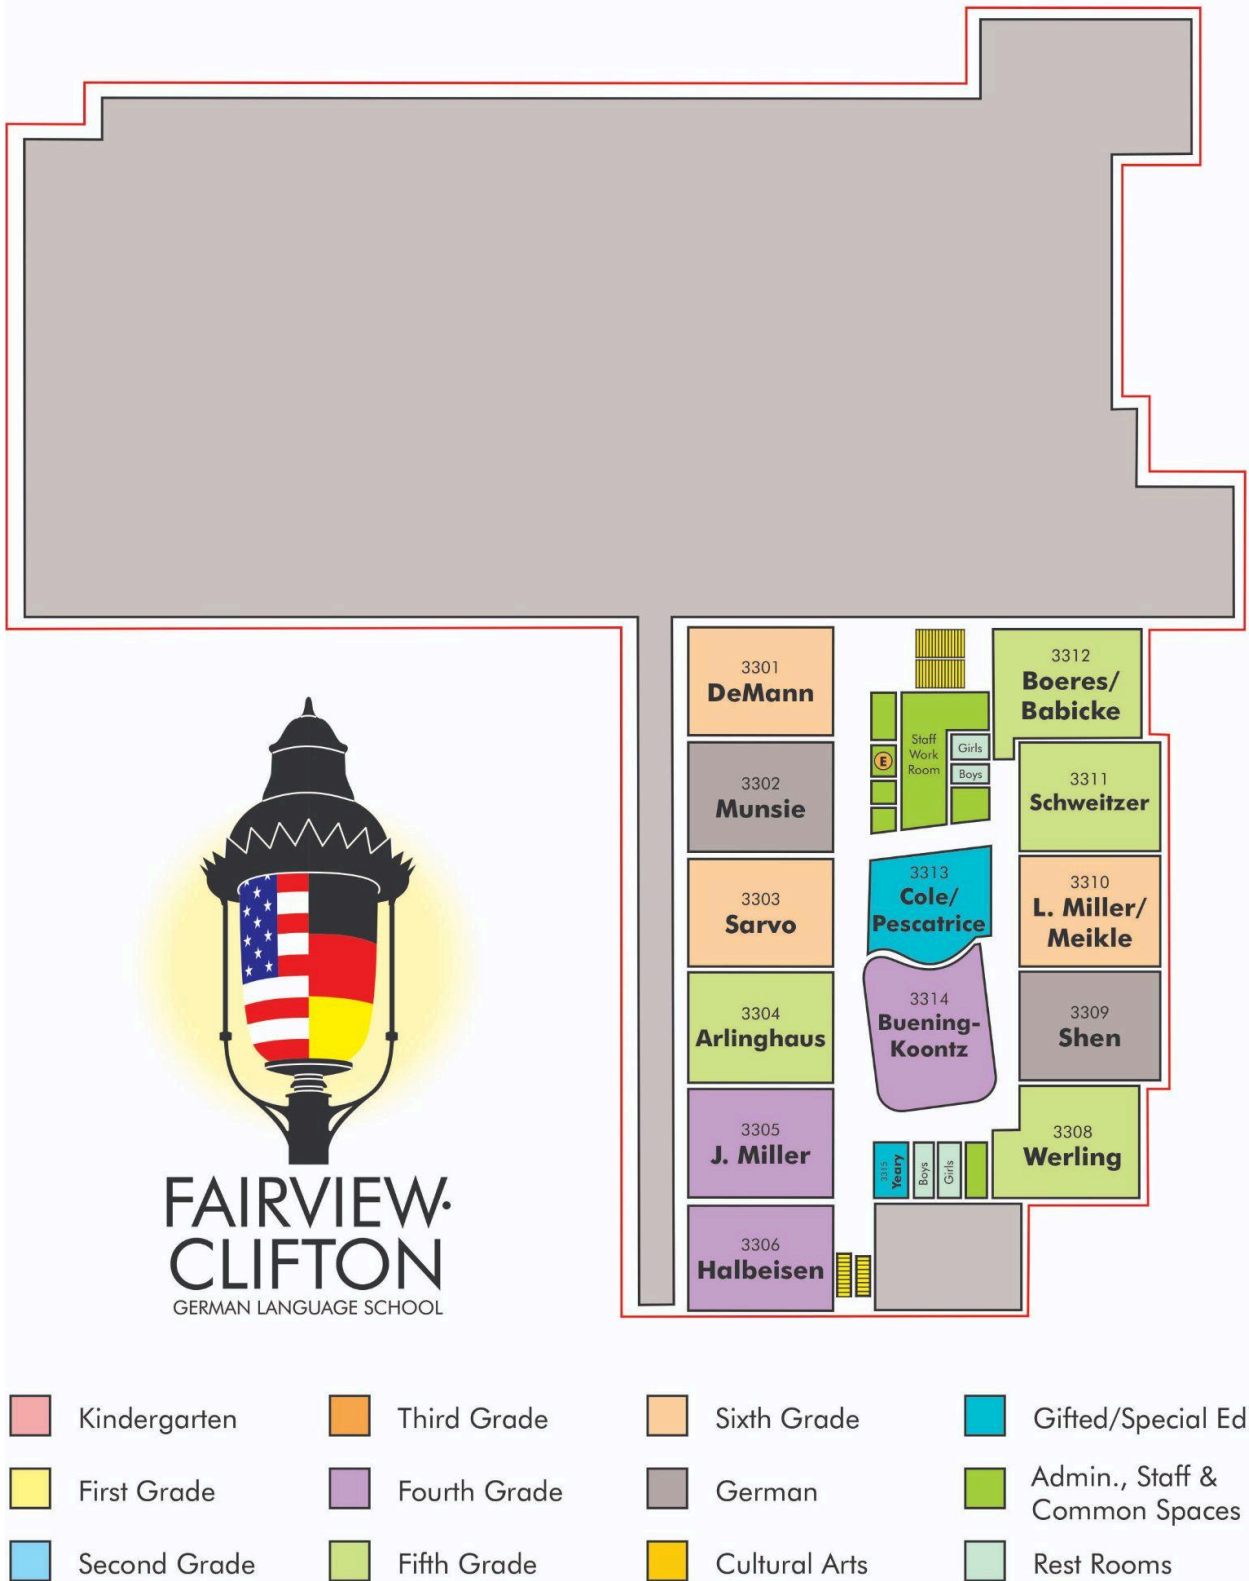 3301
DeMann
3302
Munsie
3303
Sarvo
3304
Arlinghaus
3305
J. Miller
3306
Halbeisen
E
Staff
Work
Room
Girls
Boys
3313
Cole/
Pescatrice
3314
Buening-
Koontz
3315
Yeary
Boys
Girls
3312
Boeres/
Babicke
3311
Schweitzer
3310
L. Miller/
Meikle
3309
Shen
3308
Werling
FAIRVIEW·
CLIFTON
GERMAN LANGUAGE SCHOOL
Kindergarten
First Grade
Second Grade
Third Grade
Fourth Grade
Fifth Grade
Sixth Grade
German
Cultural Arts
Gifted/Special Ed
Admin., Staff &
Common Spaces
Rest Rooms